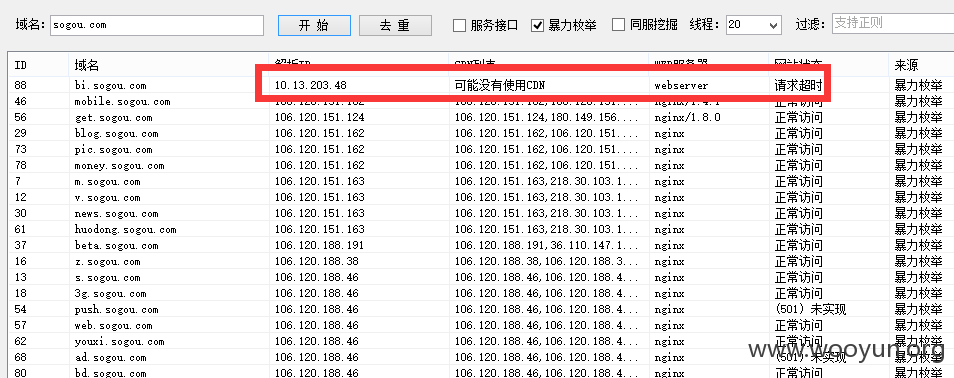 域名: sogou.com 开 始 去 重 服务接口 暴力枚举 同服挖掘 线程: 20 过滤: 支持正则
ID 域名 网站状态 来源
88 bi.sogou.com 10.13.203.48 可能没有使用CDN webserver 请求超时 暴力枚举
46 mobile.sogou.com 106.120.151.162 106.120.151.162,106.120.151.... nginx/1.4.1 正常访问 暴力枚举
56 get.sogou.com 106.120.151.124 106.120.151.124,180.149.156.... nginx/1.8.0 正常访问 暴力枚举
29 blog.sogou.com 106.120.151.162 106.120.151.162,106.120.151.... nginx 正常访问 暴力枚举
73 pic.sogou.com 106.120.151.162 106.120.151.162,106.120.151.... nginx 正常访问 暴力枚举
78 money.sogou.com 106.120.151.162 106.120.151.162,106.120.151.... nginx 正常访问 暴力枚举
7 m.sogou.com 106.120.151.163 106.120.151.163,218.30.103.1... nginx 正常访问 暴力枚举
12 v.sogou.com 106.120.151.163 106.120.151.163,218.30.103.1... nginx 正常访问 暴力枚举
30 news.sogou.com 106.120.151.163 106.120.151.163,218.30.103.1... nginx 正常访问 暴力枚举
61 huodong.sogou.com 106.120.151.163 106.120.151.163,218.30.103.1... nginx 正常访问 暴力枚举
37 beta.sogou.com 106.120.188.191 106.120.188.191,36.110.147.1... nginx 正常访问 暴力枚举
16 z.sogou.com 106.120.188.38 106.120.188.38,106.120.188.3... nginx 正常访问 暴力枚举
13 s.sogou.com 106.120.188.46 106.120.188.46,106.120.188.4... nginx 正常访问 暴力枚举
18 3g.sogou.com 106.120.188.46 106.120.188.46,106.120.188.4... nginx 正常访问 暴力枚举
54 push.sogou.com 106.120.188.46 106.120.188.46,106.120.188.4... nginx (501) 未实现 暴力枚举
57 web.sogou.com 106.120.188.46 106.120.188.46,106.120.188.4... nginx 正常访问 暴力枚举
62 youxi.sogou.com 106.120.188.46 106.120.188.46,106.120.188.4... nginx 正常访问 暴力枚举
68 ad.sogou.com 106.120.188.46 106.120.188.46,106.120.188.4... nginx (501) 未实现 暴力枚举
80 bd.sogou.com 106.120.188.46 106.120.188.46,106.120.188.4... nginx 正常访问 暴力枚举
www.wooyun.org